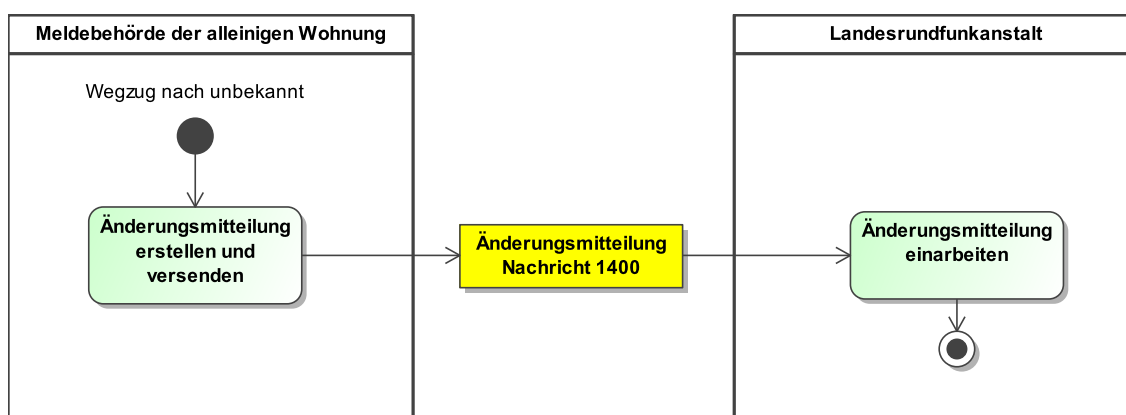 Meldebehörde der alleinigen Wohnung
Landesrundfunkanstalt
Wegzug nach unbekannt
Änderungsmitteilung
erstellen und
versenden
Änderungsmitteilung
Nachricht 1400
Änderungsmitteilung
einarbeiten